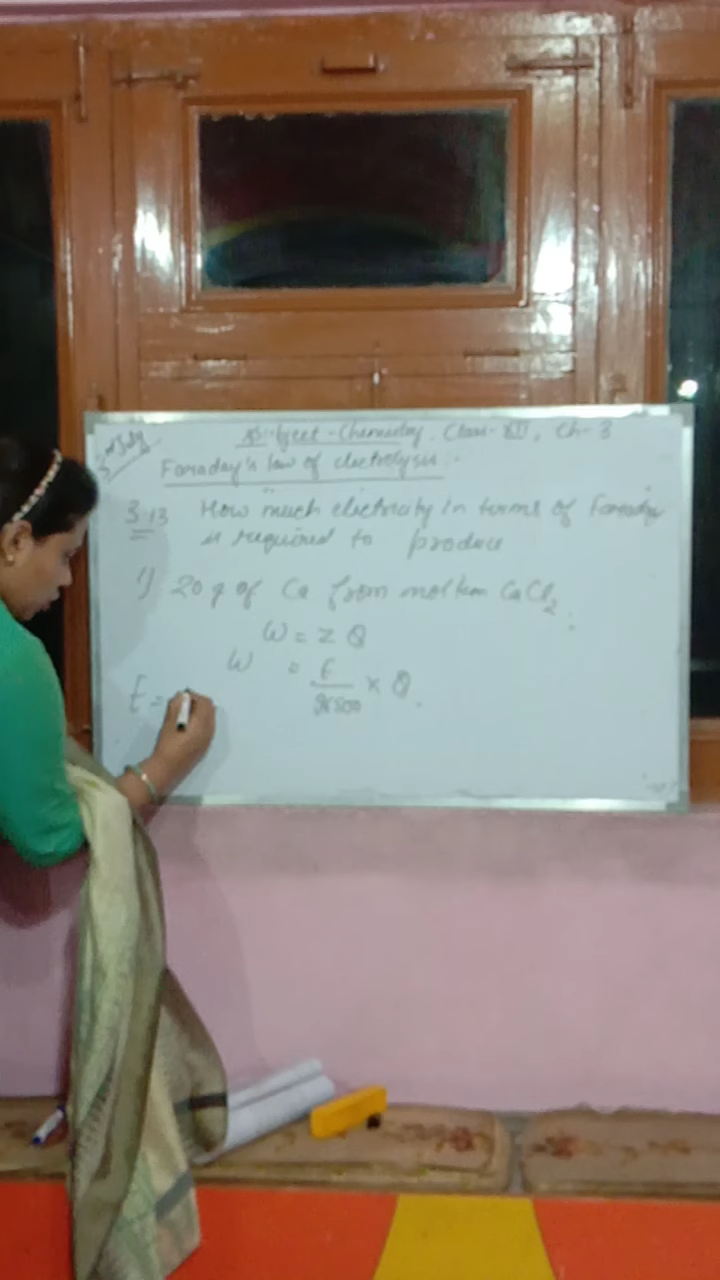 Subject - Chemistry. Class - XII, Ch - 3
Faraday's law of electrolysis.
3.13 How much electricity in terms of Faraday
is required to produce
1) 20 g of Ca from molten CaCl2.
W = Z Q
W = E/96500 × Q.
E =